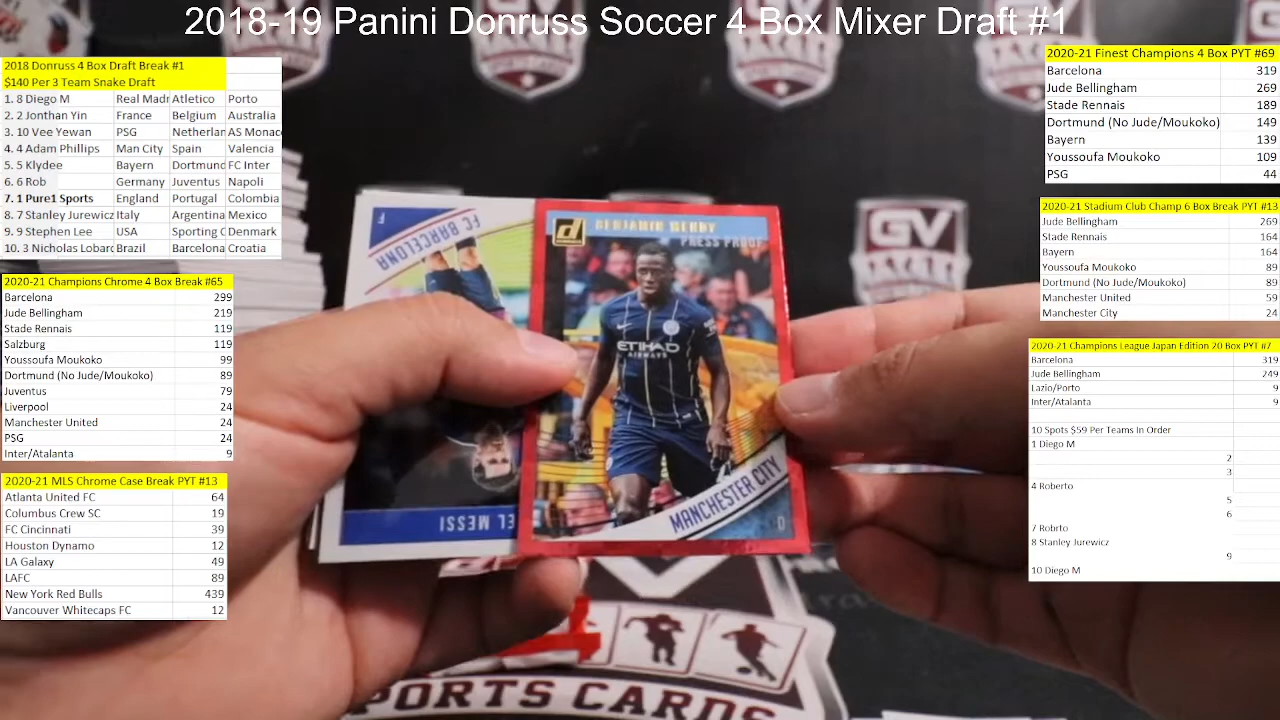 2018-19 Panini Donruss Soccer 4 Box Mixer Draft #1
2018 Donruss 4 Box Draft Break #1
$140 Per 3 Team Snake Draft
1. 8 Diego M Real Madr Atletico Porto
2. 2 Jonthan Yin France Belgium Australia
3. 10 Vee Yewan PSG Netherlan AS Monac
4. 4 Adam Phillips Man City Spain Valencia
5. 5 Klydee Bayern Dortmund FC Inter
6. 6 Rob Germany Juventus Napoli
7. 1 Pure1 Sports England Portugal Colombia
8. 7 Stanley Jurewicz Italy Argentina Mexico
9. 9 Stephen Lee USA Sporting C Denmark
10. 3 Nicholas Lobard Brazil Barcelona Croatia
2020-21 Champions Chrome 4 Box Break #65
Barcelona 299
Jude Bellingham 219
Stade Rennais 119
Salzburg 119
Youssoufa Moukoko 99
Dortmund (No Jude/Moukoko) 89
Juventus 79
Liverpool 24
Manchester United 24
PSG 24
Inter/Atalanta 9
2020-21 MLS Chrome Case Break PYT #13
Atlanta United FC 64
Columbus Crew SC 19
FC Cincinnati 39
Houston Dynamo 12
LA Galaxy 49
LAFC 89
New York Red Bulls 439
Vancouver Whitecaps FC 12
FC BARCELONA
F
EL MESSI
BENJAMIN MENDY
PRESS PROOF
ETIHAD
AIRWAYS
MANCHESTER CITY
D
PORTS CARDS
GV
2020-21 Finest Champions 4 Box PYT #69
Barcelona 319
Jude Bellingham 269
Stade Rennais 189
Dortmund (No Jude/Moukoko) 149
Bayern 139
Youssoufa Moukoko 109
PSG 44
2020-21 Stadium Club Champ 6 Box Break PYT #13
Jude Bellingham 269
Stade Rennais 164
Bayern 164
Youssoufa Moukoko 89
Dortmund (No Jude/Moukoko) 89
Manchester United 59
Manchester City 24
2020-21 Champions League Japan Edition 20 Box PYT #7
Barcelona 319
Jude Bellingham 249
Lazio/Porto 9
Inter/Atalanta 9
10 Spots $59 Per Teams In Order
1 Diego M
2
3
4 Roberto
5
6
7 Robrto
8 Stanley Jurewicz
9
10 Diego M